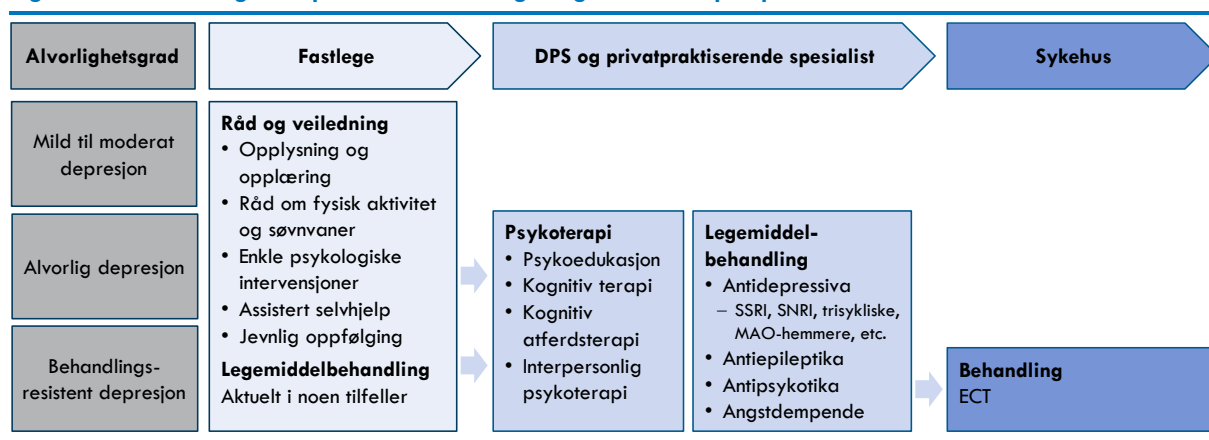 Alvorlighetsgrad
Fastlege
DPS og privatpraktiserende spesialist
Sykehus
Mild til moderat
depresjon
Alvorlig depresjon
Behandlings-
resistent depresjon
Råd og veiledning
• Opplysning og
opplæring
• Råd om fysisk aktivitet
og søvnvaner
• Enkle psykologiske
intervensjoner
• Assistert selvhjelp
• Jevnlig oppfølging
Legemiddelbehandling
Aktuelt i noen tilfeller
Psykoterapi
• Psykoedukasjon
• Kognitiv terapi
• Kognitiv
atferdsterapi
• Interpersonlig
psykoterapi
Legemiddel-
behandling
• Antidepressiva
– SSRI, SNRI, trisykliske,
MAO-hemmere, etc.
• Antiepileptika
• Antipsykotika
• Angstdempende
Behandling
ECT